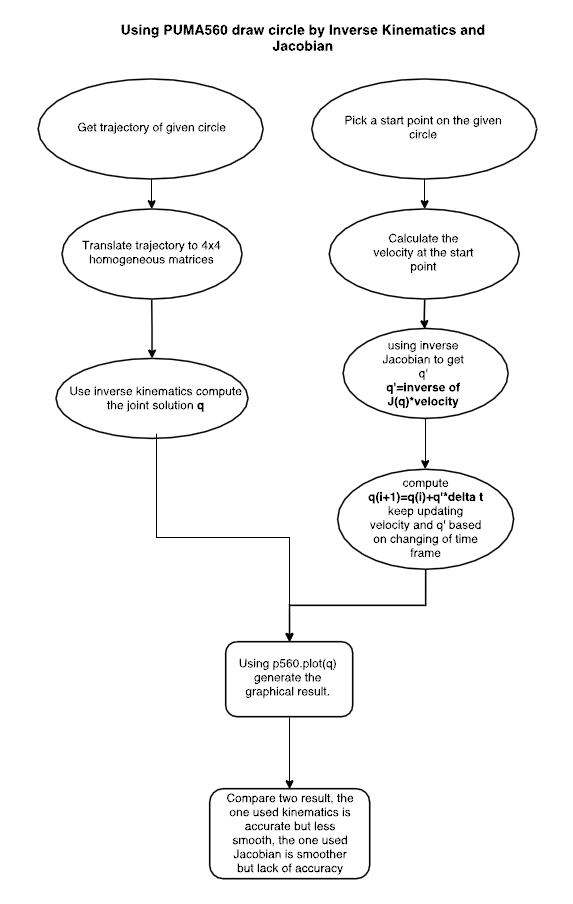 Using PUMA560 draw circle by Inverse Kinematics and
Jacobian
Get trajectory of given circle
Translate trajectory to 4x4
homogeneous matrices
Use inverse kinematics compute
the joint solution q
Pick a start point on the given
circle
Calculate the
velocity at the start
point
using inverse
Jacobian to get
q'
q'=inverse of
J(q)*velocity
compute
q(i+1)=q(i)+q'*delta t
keep updating
velocity and q' based
on changing of time
frame
Using p560.plot(q)
generate the
graphical result.
Compare two result, the
one used kinematics is
accurate but less
smooth, the one used
Jacobian is smoother
but lack of accuracy